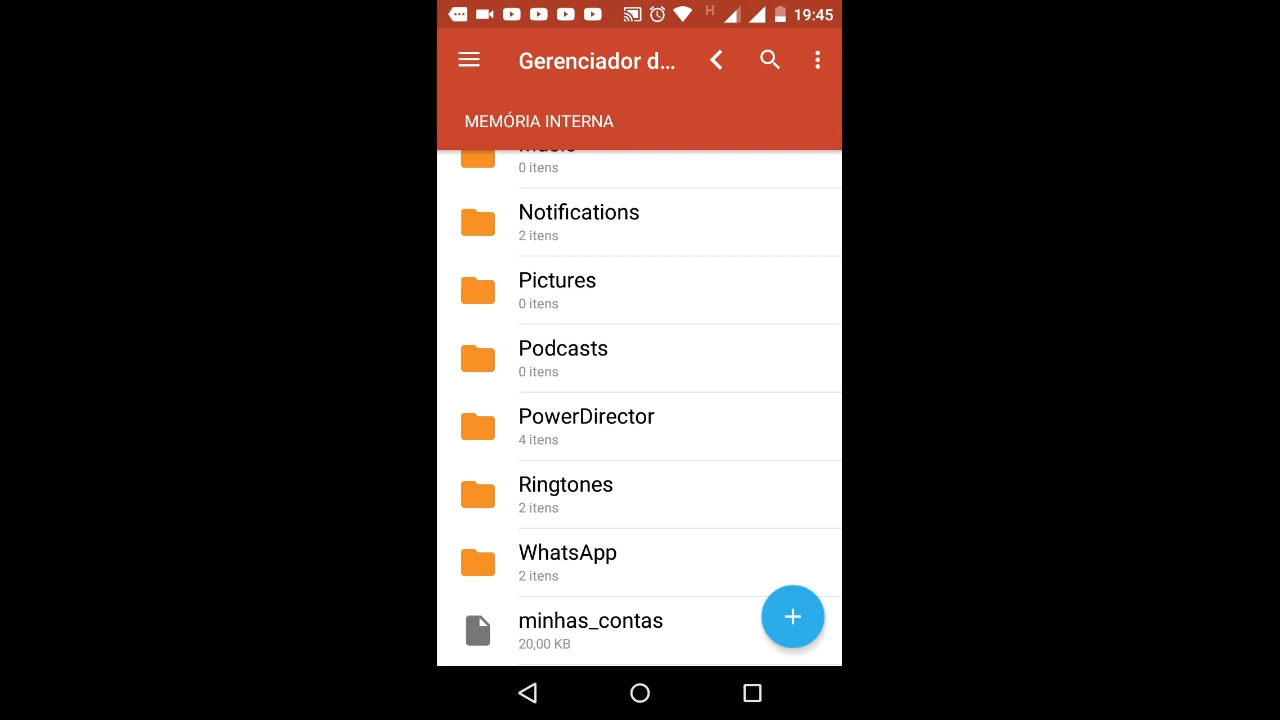 H 19:45
Gerenciador d...
MEMÓRIA INTERNA
0 itens
Notifications
2 itens
Pictures
0 itens
Podcasts
0 itens
PowerDirector
4 itens
Ringtones
2 itens
WhatsApp
2 itens
minhas_contas
20,00 KB